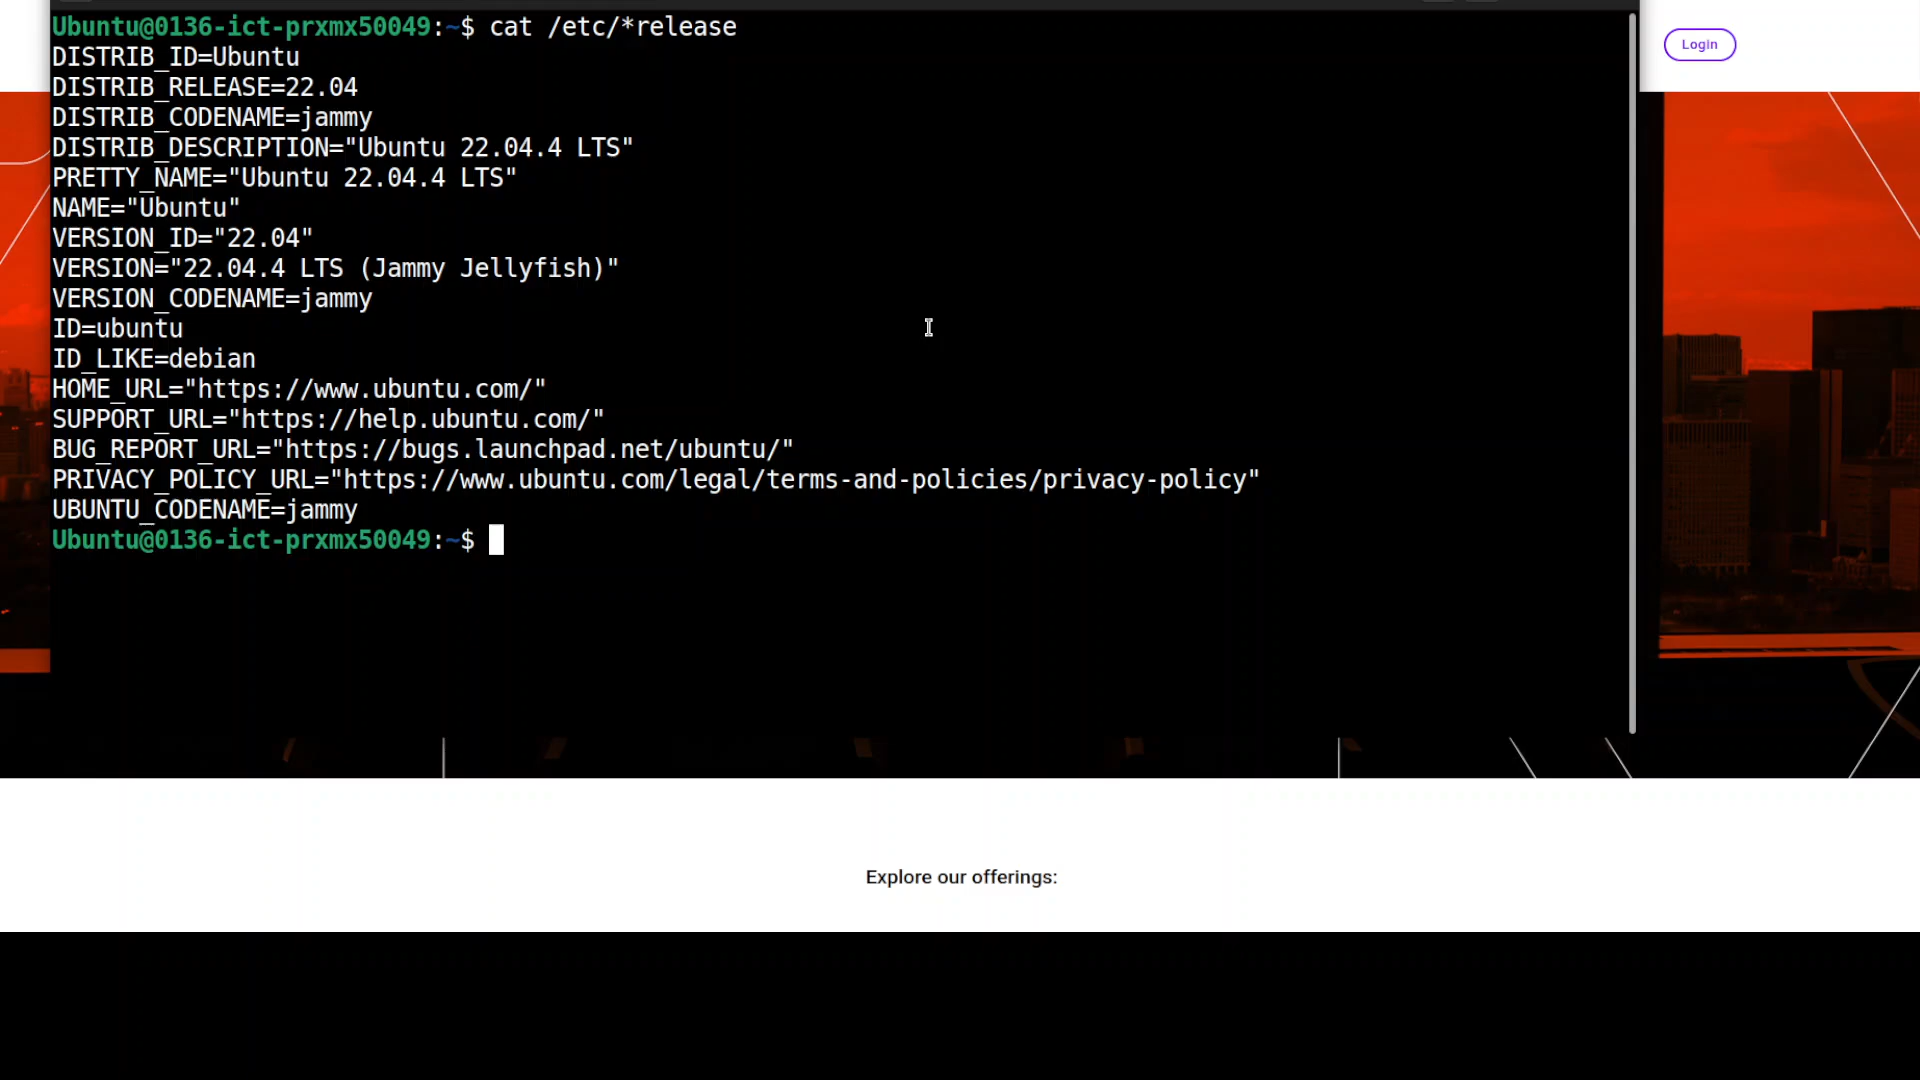 Ubuntu@0136-ict-prxmx50049:~$ cat /etc/*release
DISTRIB_ID=Ubuntu
DISTRIB_RELEASE=22.04
DISTRIB_CODENAME=jammy
DISTRIB_DESCRIPTION="Ubuntu 22.04.4 LTS"
PRETTY_NAME="Ubuntu 22.04.4 LTS"
NAME="Ubuntu"
VERSION_ID="22.04"
VERSION="22.04.4 LTS (Jammy Jellyfish)"
VERSION_CODENAME=jammy
ID=ubuntu
ID_LIKE=debian
HOME_URL="https://www.ubuntu.com/"
SUPPORT_URL="https://help.ubuntu.com/"
BUG_REPORT_URL="https://bugs.launchpad.net/ubuntu/"
PRIVACY_POLICY_URL="https://www.ubuntu.com/legal/terms-and-policies/privacy-policy"
UBUNTU_CODENAME=jammy
Ubuntu@0136-ict-prxmx50049:~$
Login
Explore our offerings: